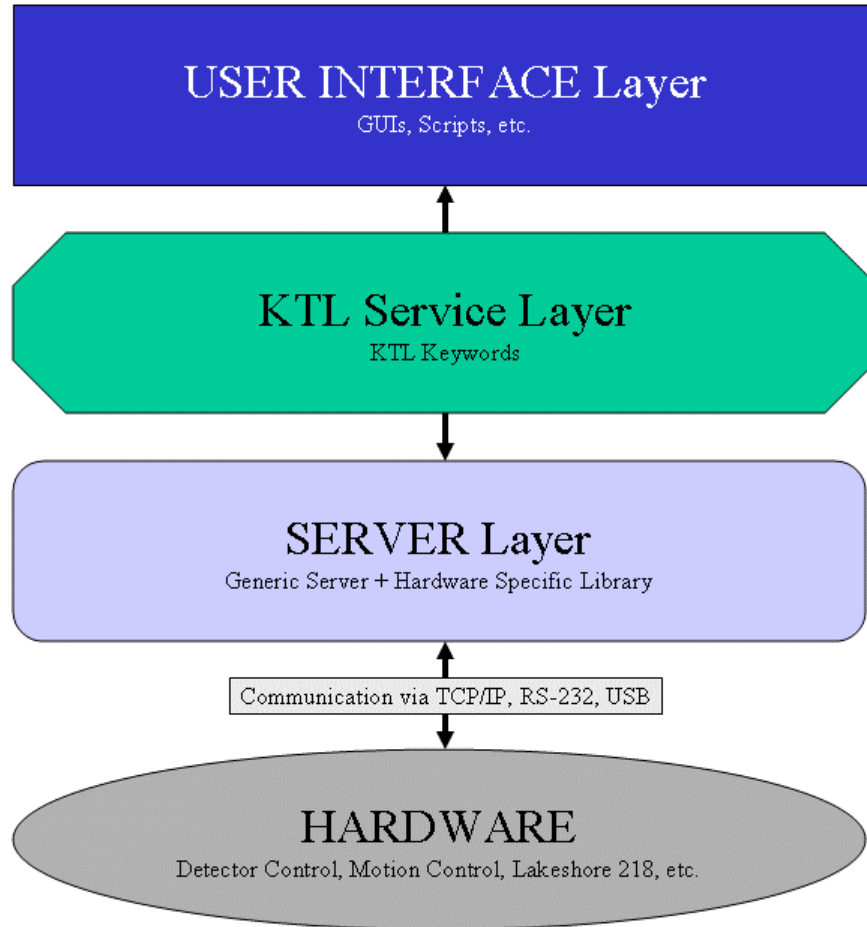 USER INTERFACE Layer
GUIs, Scripts, etc.
KTL Service Layer
KTL Keywords
SERVER Layer
Generic Server + Hardware Specific Library
Communication via TCP/IP, RS-232, USB
HARDWARE
Detector Control, Motion Control, Lakeshore 218, etc.